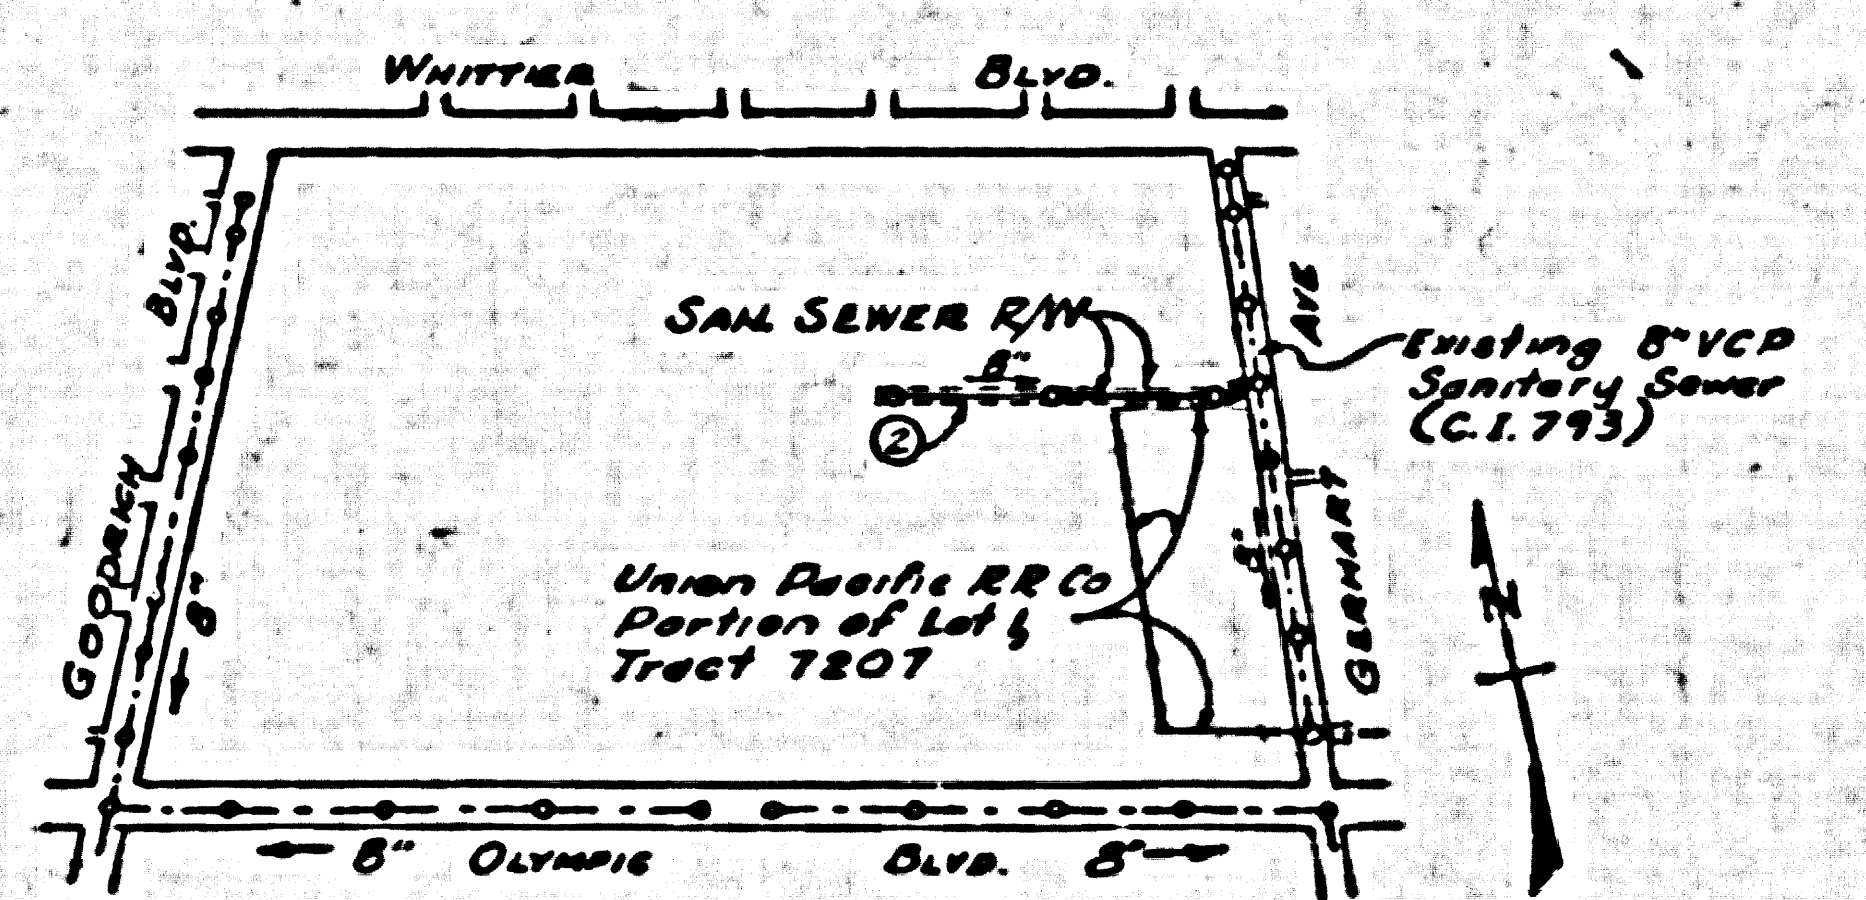 WHITTIER BLVD.
GOODRICH BLVD.
8"
SAN. SEWER R/W
8"
2
AVE
GERHART
8"
Existing 8" VCP
Sanitary Sewer
(C.I. 793)
Union Pacific RR Co
Portion of Lot
Tract 7207
N
8" OLYMPIC BLVD. 8"